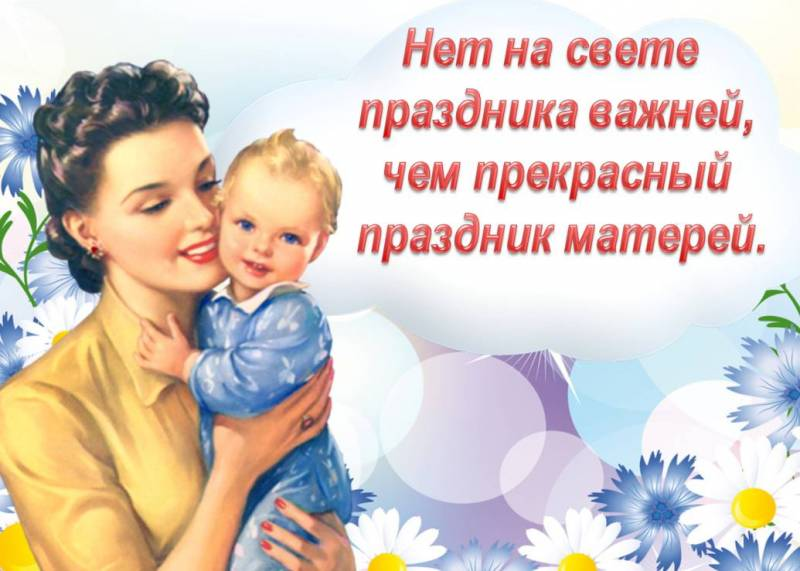 Нет на свете
праздника важней,
чем прекрасный
праздник матерей.